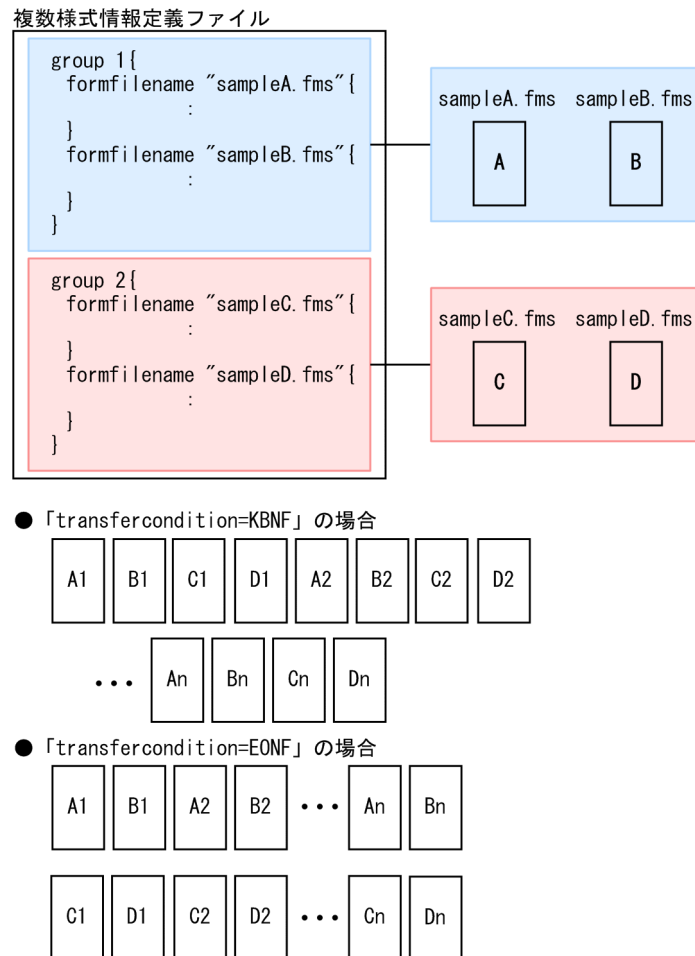 複数様式情報定義ファイル
group 1{
formfilename "sampleA.fms"{
:
}
formfilename "sampleB.fms"{
:
}
}
sampleA.fms sampleB.fms
A B
group 2{
formfilename "sampleC.fms"{
:
}
formfilename "sampleD.fms"{
:
}
}
sampleC.fms sampleD.fms
C D
●「transfercondition=KBNF」の場合
A1 B1 C1 D1 A2 B2 C2 D2
••• An Bn Cn Dn
●「transfercondition=EONF」の場合
A1 B1 A2 B2 ••• An Bn
C1 D1 C2 D2 ••• Cn Dn